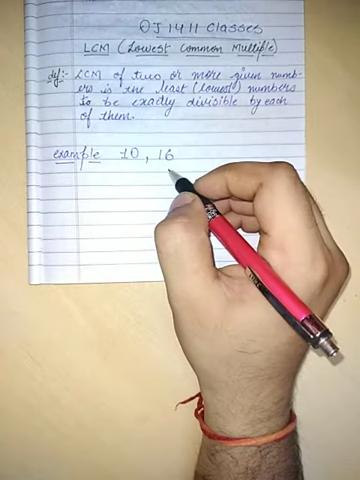 OJ 1411 Classes
LCM (Lowest Common Multiple)
def:- LCM of two or more given numb-
ers is the least (lowest) numbers
to be exactly divisible by each
of them.
example 10, 16